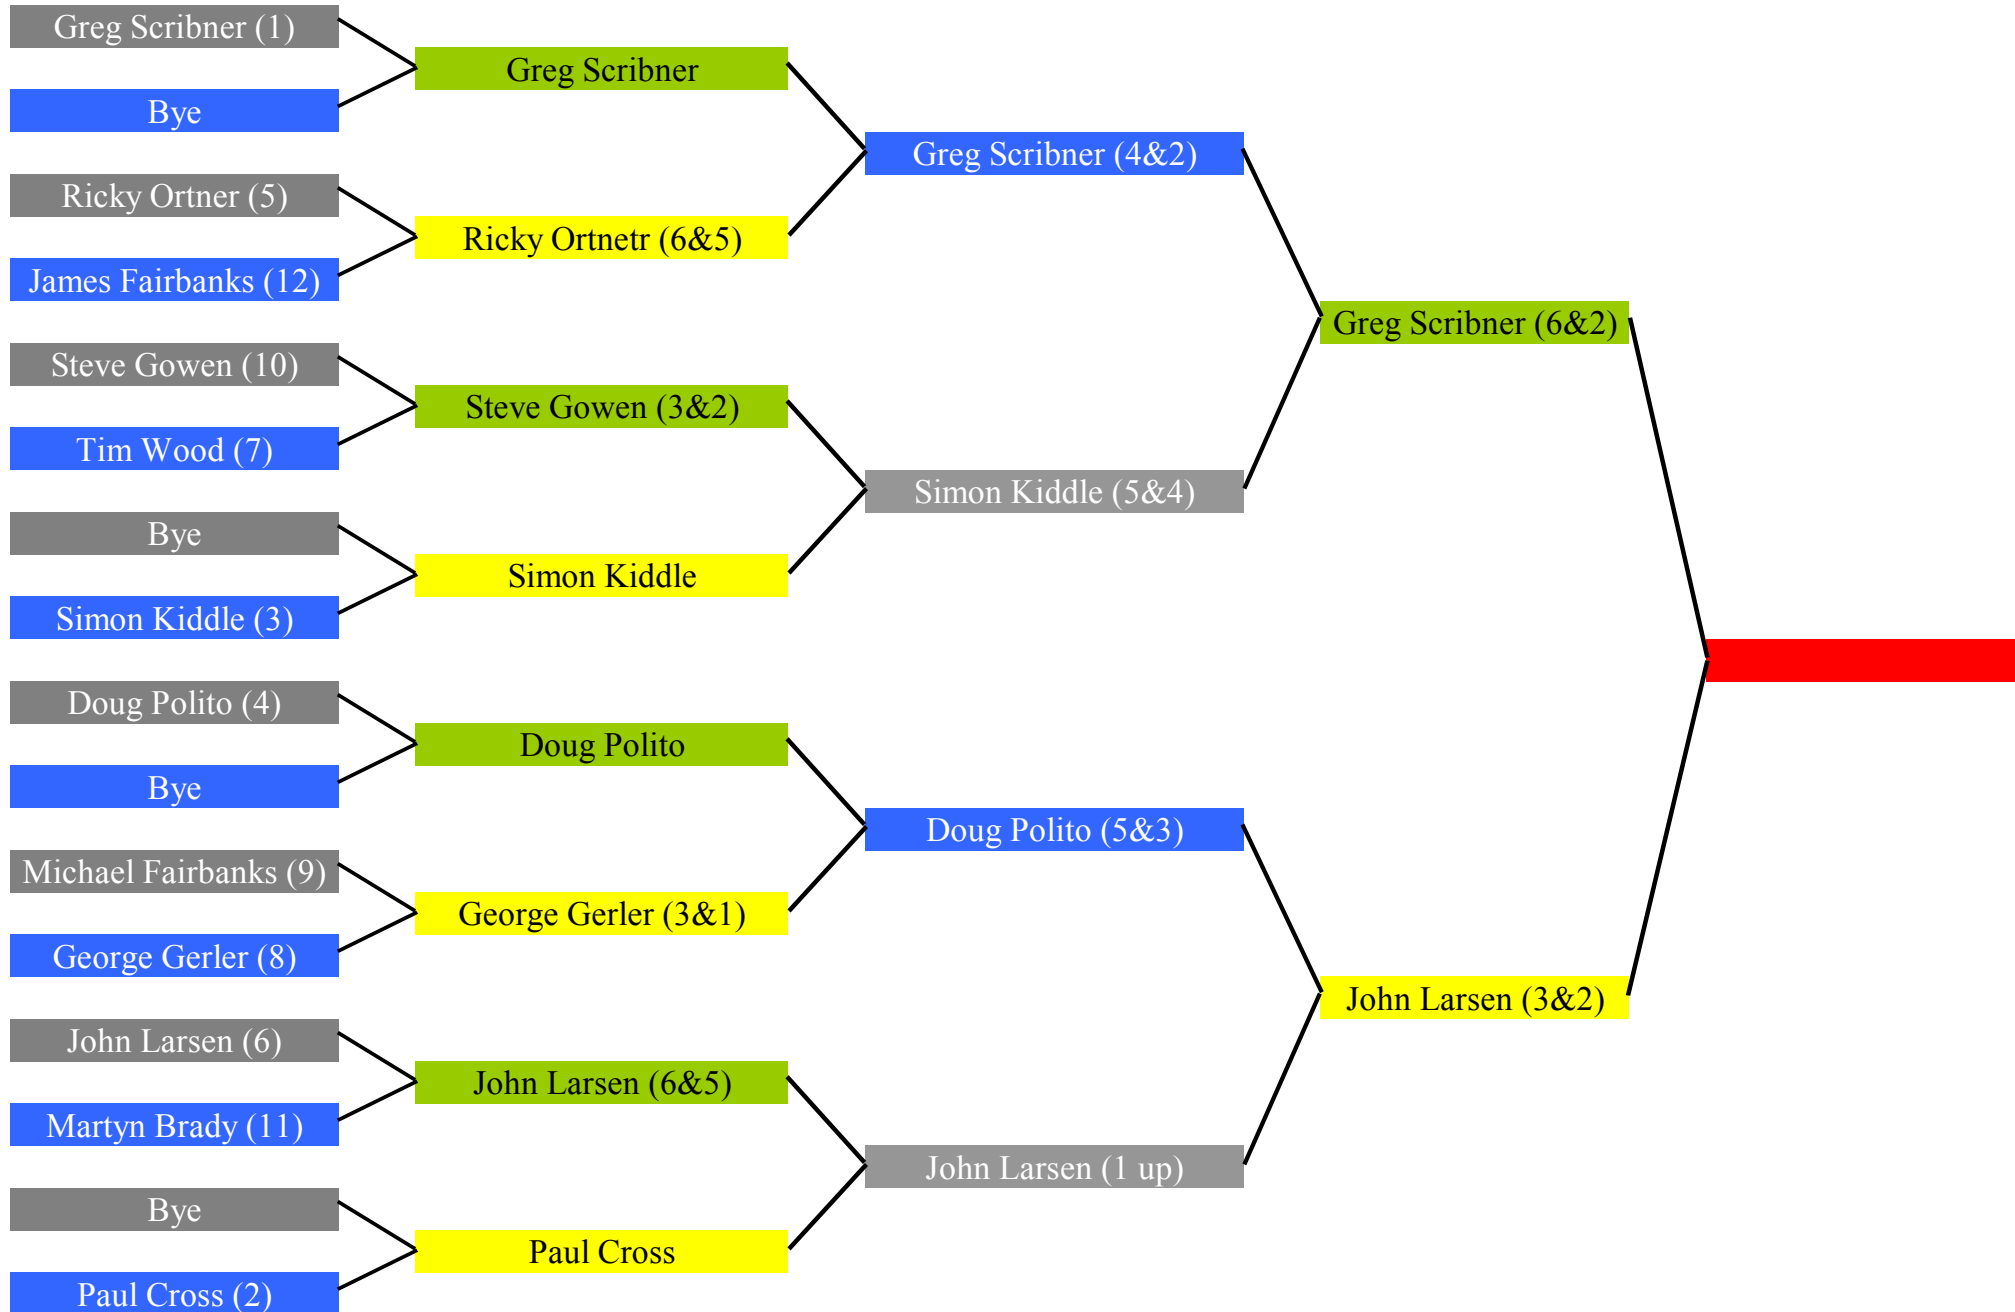 Greg Scribner (1)
Bye
Ricky Ortner (5)
James Fairbanks (12)
Steve Gowen (10)
Tim Wood (7)
Bye
Simon Kiddle (3)
Doug Polito (4)
Bye
Michael Fairbanks (9)
George Gerler (8)
John Larsen (6)
Martyn Brady (11)
Bye
Paul Cross (2)
Greg Scribner
Ricky Ortnetr (6&5)
Steve Gowen (3&2)
Simon Kiddle
Doug Polito
George Gerler (3&1)
John Larsen (6&5)
Paul Cross
Greg Scribner (4&2)
Simon Kiddle (5&4)
Doug Polito (5&3)
John Larsen (1 up)
Greg Scribner (6&2)
John Larsen (3&2)